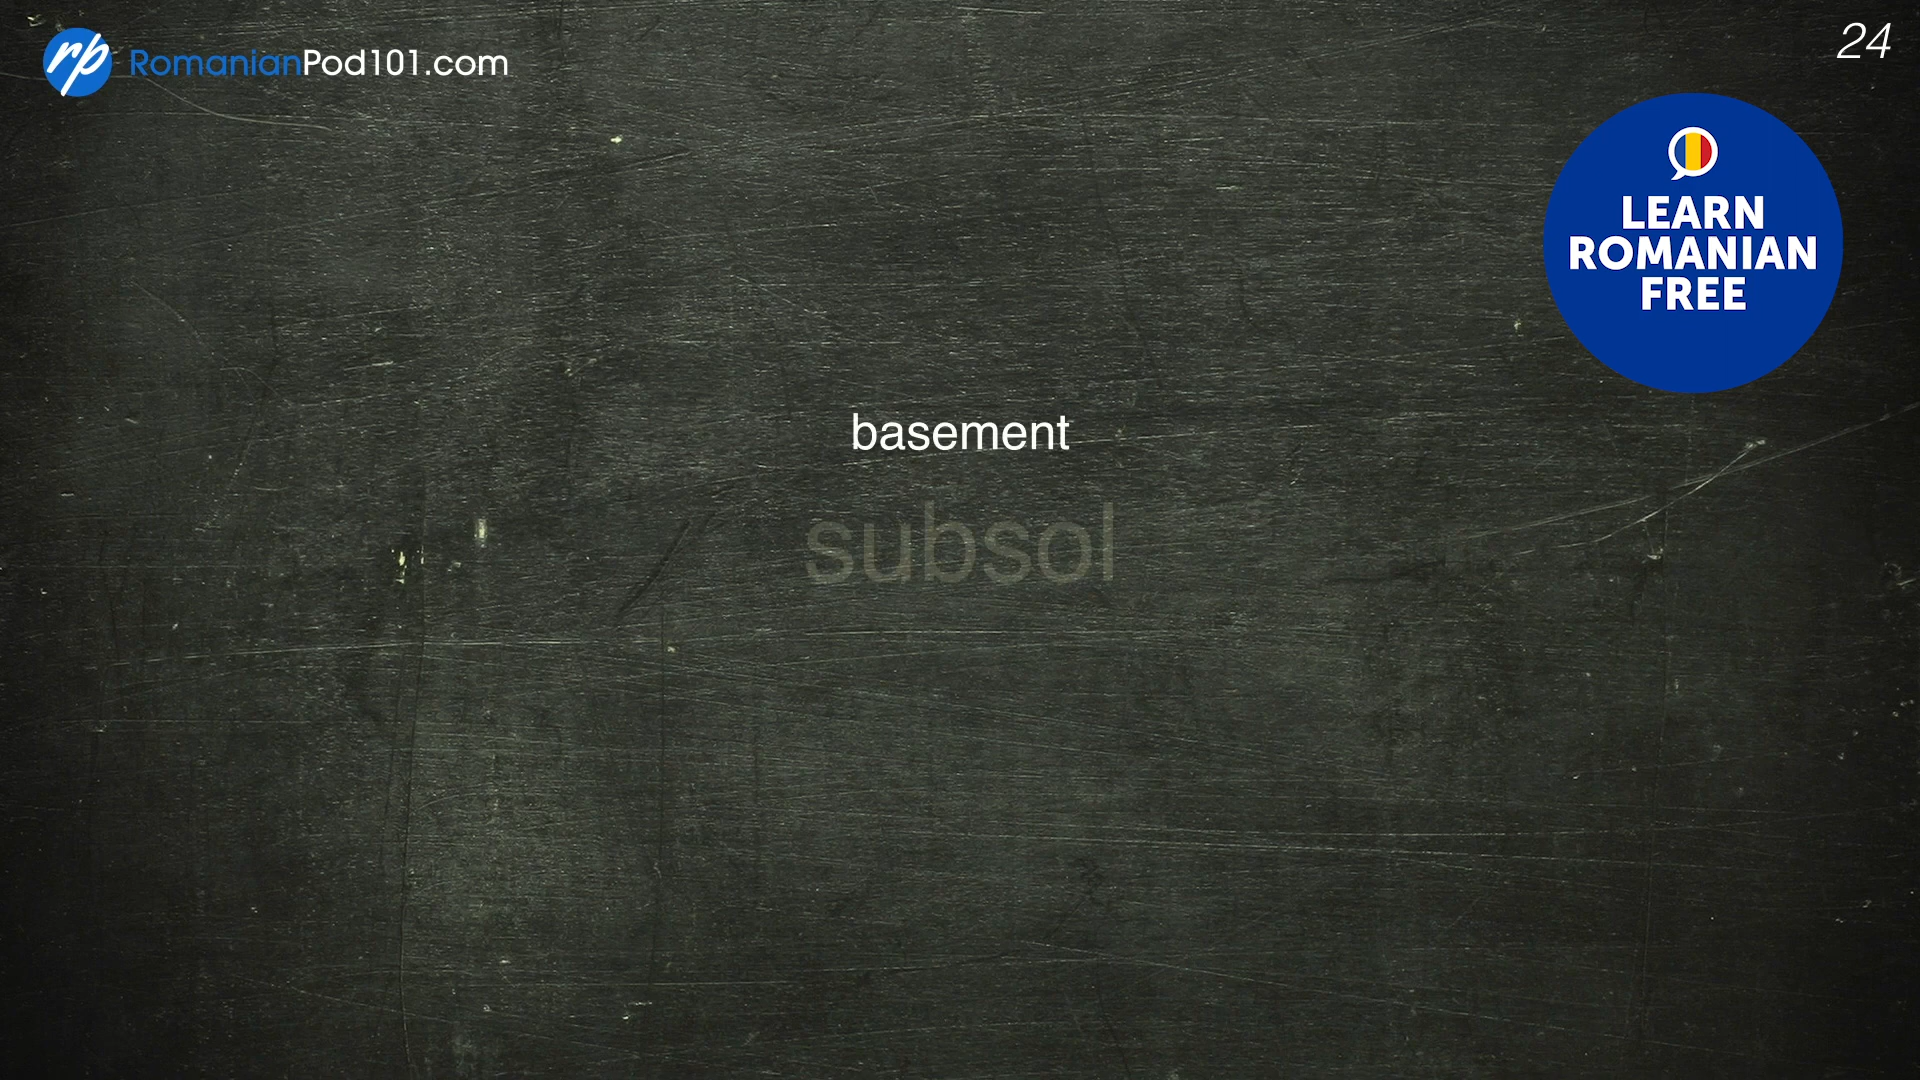 RomanianPod101.com
24
LEARN
ROMANIAN
FREE
basement
subsol